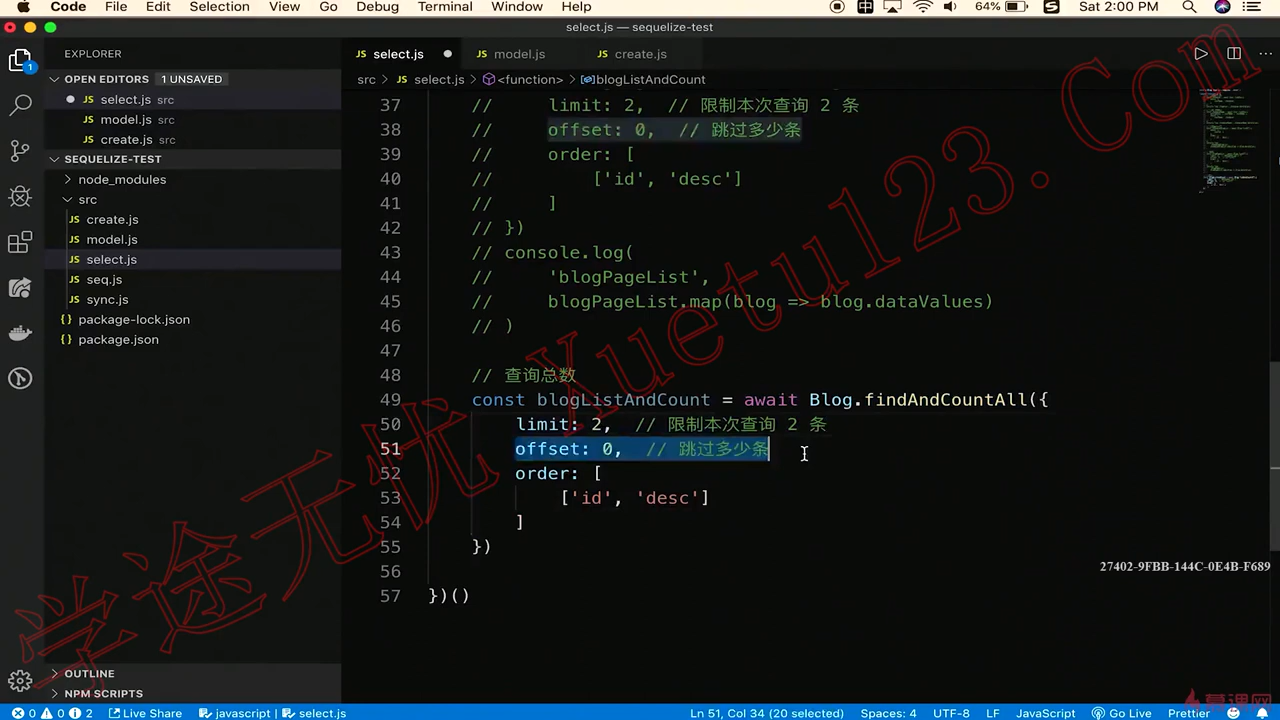 Code File Edit Selection View Go Debug Terminal Window Help 64% Sat 2:00 PM
select.js — sequelize-test
EXPLORER
OPEN EDITORS 1 UNSAVED
select.js src
model.js src
create.js src
SEQUELIZE-TEST
node_modules
src
create.js
model.js
select.js
seq.js
sync.js
package-lock.json
package.json
OUTLINE
NPM SCRIPTS
select.js model.js create.js
src > select.js > <function> > blogListAndCount
37 // limit: 2, // 限制本次查询 2 条
38 // offset: 0, // 跳过多少条
39 // order: [
40 // ['id', 'desc']
41 // ]
42 // })
43 // console.log(
44 // 'blogPageList',
45 // blogPageList.map(blog => blog.dataValues)
46 // )
47
48 // 查询总数
49 const blogListAndCount = await Blog.findAndCountAll({
50 limit: 2, // 限制本次查询 2 条
51 offset: 0, // 跳过多少条
52 order: [
53 ['id', 'desc']
54 ]
55 })
56
57 })()
学途无忧 Xuetu123.Com
27402-9FBB-144C-0E4B-F689
慕课网
0 0 2 Live Share javascript | select.js Ln 51, Col 34 (20 selected) Spaces: 4 UTF-8 LF JavaScript Go Live Prettier